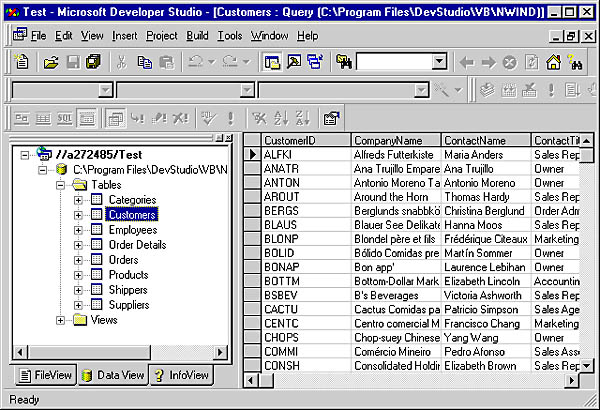 Test - Microsoft Developer Studio - [Customers : Query (C:\Program Files\DevStudio\VB\NWIND)]
File Edit View Insert Project Build Tools Window Help
SQL
SQL
//a272485/Test
C:\Program Files\DevStudio\VB\N
Tables
Categories
Customers
Employees
Order Details
Orders
Products
Shippers
Suppliers
Views
FileView Data View InfoView
CustomerID CompanyName ContactName ContactTit
ALFKI Alfreds Futterkiste Maria Anders Sales Rep
ANATR Ana Trujillo Empare Ana Trujillo Owner
ANTON Antonio Moreno Ta Antonio Moreno Owner
AROUT Around the Horn Thomas Hardy Sales Rep
BERGS Berglunds snabbkö Christina Berglund Order Adm
BLAUS Blauer See Delikate Hanna Moos Sales Rep
BLONP Blondel père et fils Frédérique Citeaux Marketing
BOLID Bólido Comidas pre Martín Sommer Owner
BONAP Bon app' Laurence Lebihan Owner
BOTTM Bottom-Dollar Mark Elizabeth Lincoln Accountin
BSBEV B's Beverages Victoria Ashworth Sales Rep
CACTU Cactus Comidas pa Patricio Simpson Sales Age
CENTC Centro comercial M Francisco Chang Marketing
CHOPS Chop-suey Chinese Yang Wang Owner
COMMI Comércio Mineiro Pedro Afonso Sales Ass
CONSH Consolidated Holdin Elizabeth Brown Sales Rep
Ready